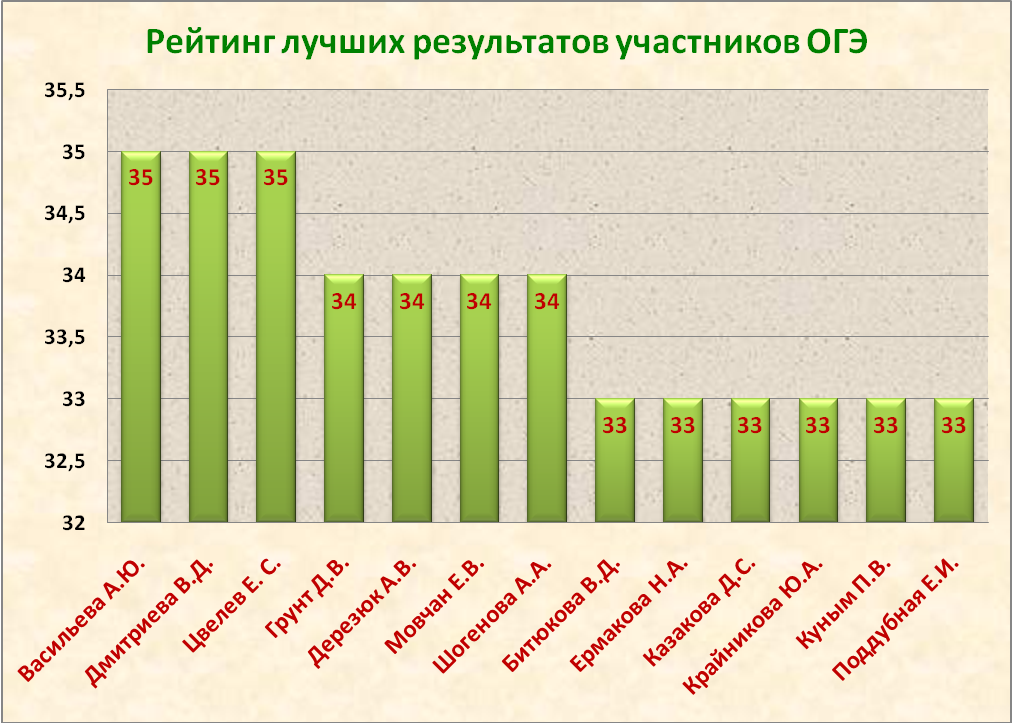 Рейтинг лучших результатов участников ОГЭ
35,5
35
34,5
34
33,5
33
32,5
32
35
35
35
34
34
34
34
33
33
33
33
33
33
Васильева А.Ю.
Дмитриева В.Д.
Цвелев Е. С.
Грунт Д.В.
Дерезюк А.В.
Мовчан Е.В.
Шогенова А.А.
Битюкова В.Д.
Ермакова Н.А.
Казакова Д.С.
Крайникова Ю.А.
Куным П.В.
Поддубная Е.И.